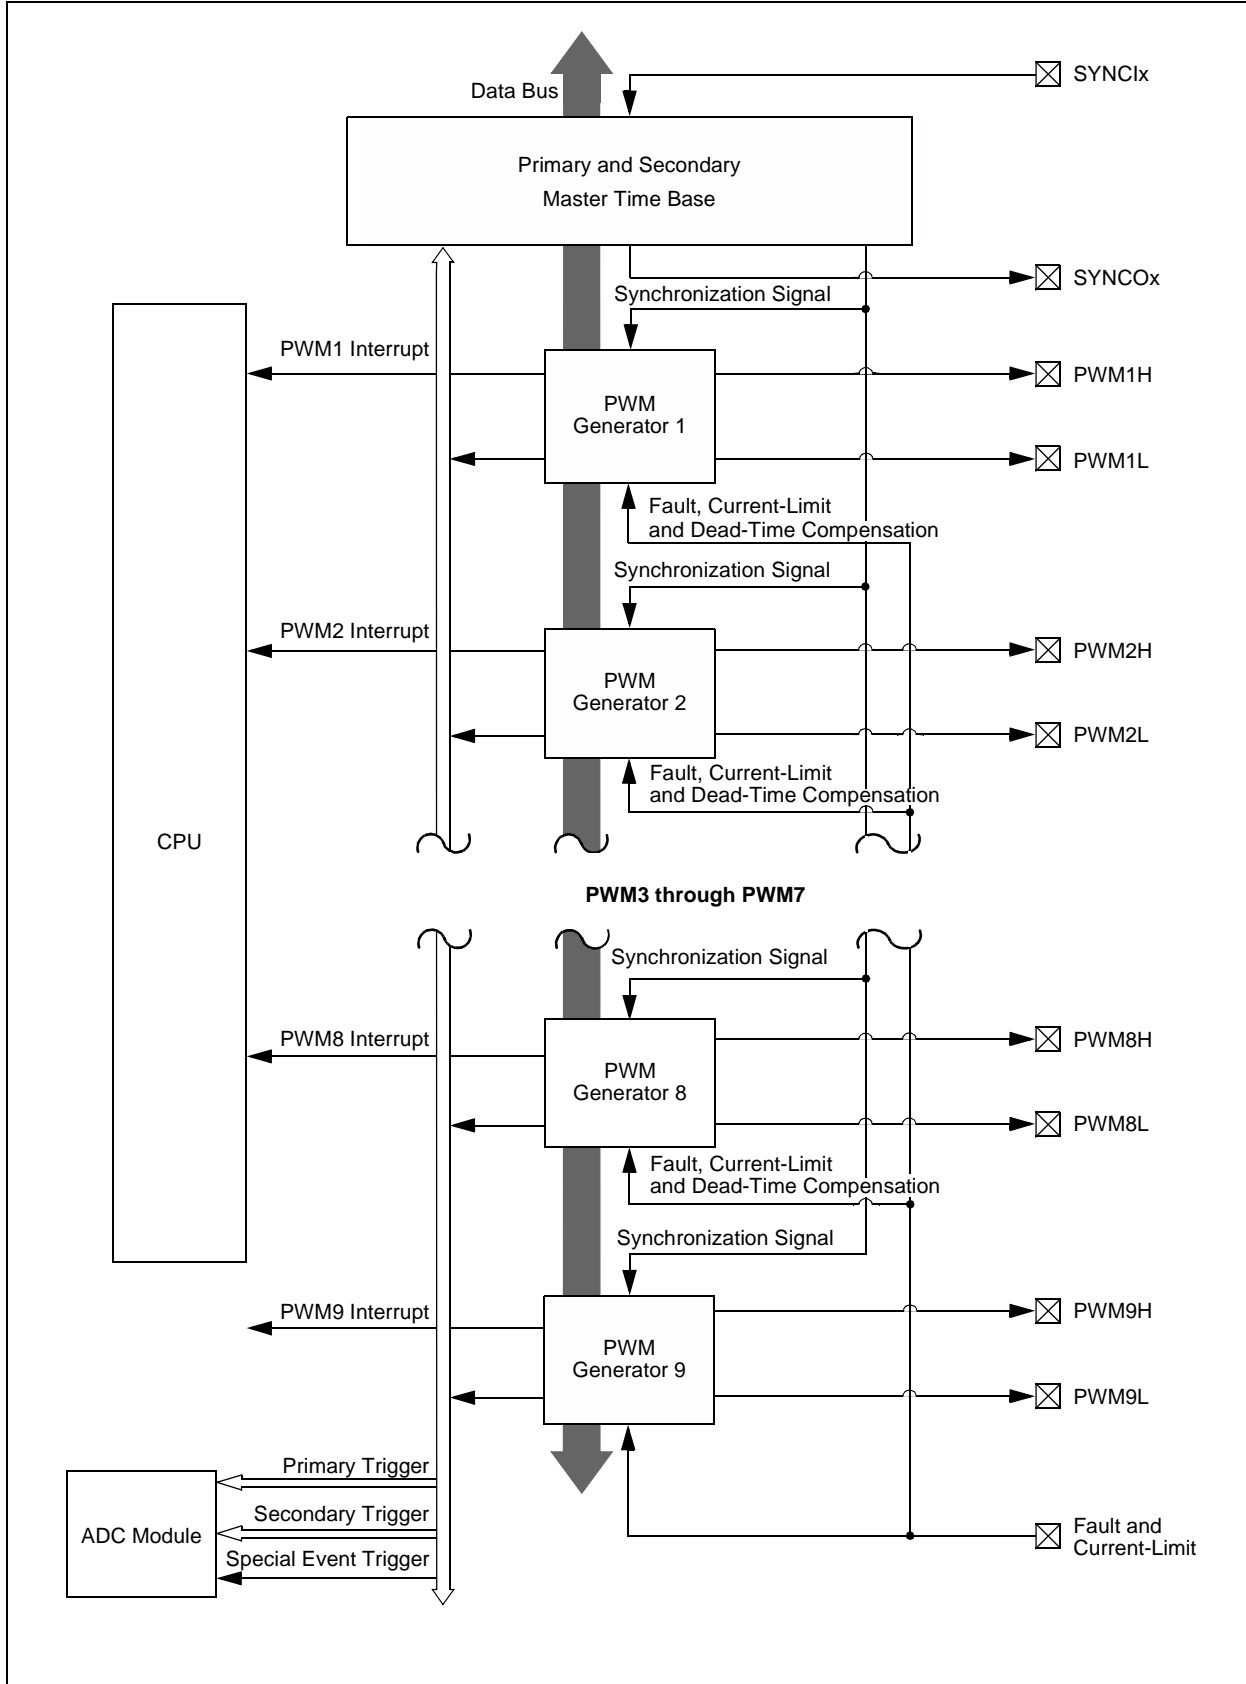 SYNCIx
Data Bus
Primary and Secondary
Master Time Base
SYNCOx
Synchronization Signal
PWM1 Interrupt
PWM1H
PWM
Generator 1
PWM1L
Fault, Current-Limit
and Dead-Time Compensation
Synchronization Signal
PWM2 Interrupt
PWM2H
PWM
Generator 2
PWM2L
Fault, Current-Limit
and Dead-Time Compensation
CPU
PWM3 through PWM7
Synchronization Signal
PWM8 Interrupt
PWM8H
PWM
Generator 8
PWM8L
Fault, Current-Limit
and Dead-Time Compensation
Synchronization Signal
PWM9 Interrupt
PWM9H
PWM
Generator 9
PWM9L
Primary Trigger
Secondary Trigger
ADC Module
Special Event Trigger
Fault and
Current-Limit